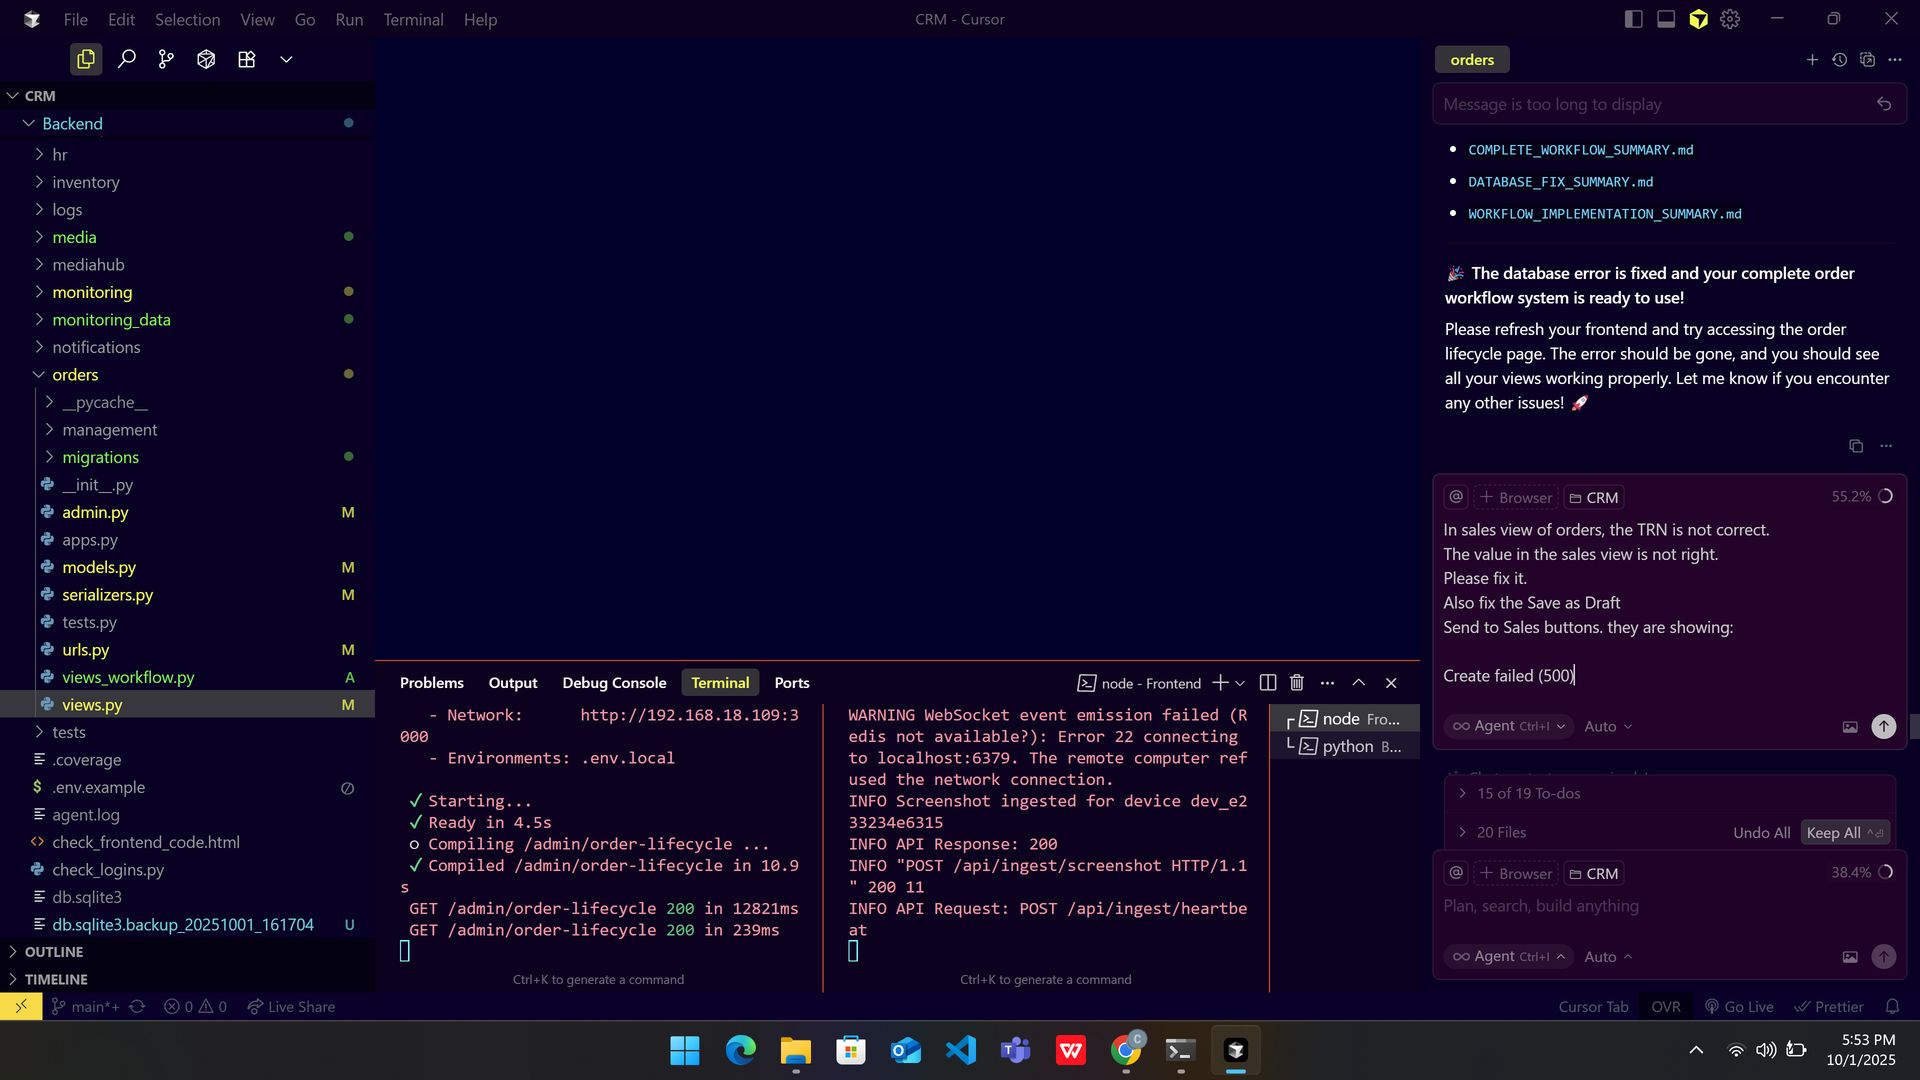 File Edit Selection View Go Run Terminal Help
CRM - Cursor
CRM
Backend
hr
inventory
logs
media
mediahub
monitoring
monitoring_data
notifications
orders
__pycache__
management
migrations
__init__.py
admin.py M
apps.py
models.py M
serializers.py M
tests.py
urls.py M
views_workflow.py A
views.py M
tests
.coverage
.env.example
agent.log
check_frontend_code.html
check_logins.py
db.sqlite3
db.sqlite3.backup_20251001_161704 U
OUTLINE
TIMELINE
Problems Output Debug Console Terminal Ports
node - Frontend
- Network: http://192.168.18.109:3
000
- Environments: .env.local
✓ Starting...
✓ Ready in 4.5s
○ Compiling /admin/order-lifecycle ...
✓ Compiled /admin/order-lifecycle in 10.9
s
GET /admin/order-lifecycle 200 in 12821ms
GET /admin/order-lifecycle 200 in 239ms
Ctrl+K to generate a command
WARNING WebSocket event emission failed (R
edis not available?): Error 22 connecting
to localhost:6379. The remote computer ref
used the network connection.
INFO Screenshot ingested for device dev_e2
33234e6315
INFO API Response: 200
INFO "POST /api/ingest/screenshot HTTP/1.1
" 200 11
INFO API Request: POST /api/ingest/heartbe
at
Ctrl+K to generate a command
node Fro...
python B...
orders
Message is too long to display
• COMPLETE_WORKFLOW_SUMMARY.md
• DATABASE_FIX_SUMMARY.md
• WORKFLOW_IMPLEMENTATION_SUMMARY.md
🎉 The database error is fixed and your complete order
workflow system is ready to use!
Please refresh your frontend and try accessing the order
lifecycle page. The error should be gone, and you should see
all your views working properly. Let me know if you encounter
any other issues! 🚀
@ + Browser CRM 55.2%
In sales view of orders, the TRN is not correct.
The value in the sales view is not right.
Please fix it.
Also fix the Save as Draft
Send to Sales buttons. they are showing:
Create failed (500)
∞ Agent Ctrl+I Auto
15 of 19 To-dos
20 Files Undo All Keep All ^⏎
@ + Browser CRM 38.4%
Plan, search, build anything
∞ Agent Ctrl+I Auto
main*+ 0 0 Live Share
Cursor Tab OVR Go Live Prettier
5:53 PM
10/1/2025